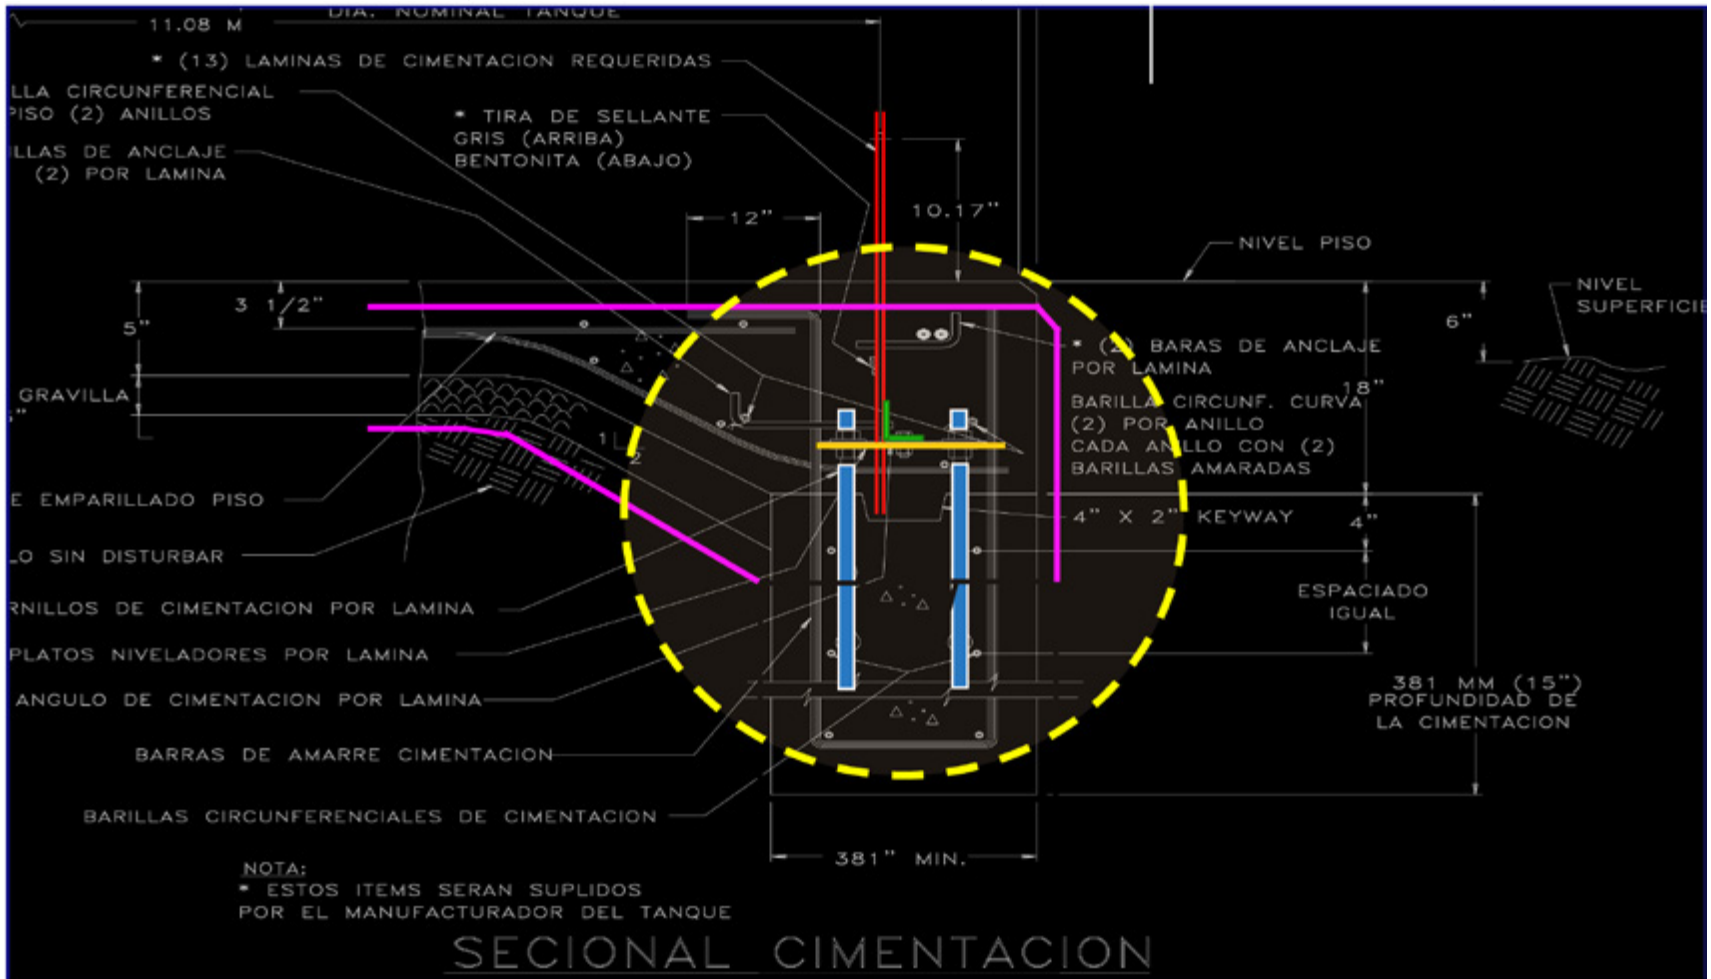 DIA. NOMINAL TANQUE
11.08 M
* (13) LAMINAS DE CIMENTACION REQUERIDAS
LLA CIRCUNFERENCIAL
PISO (2) ANILLOS
* TIRA DE SELLANTE
GRIS (ARRIBA)
BENTONITA (ABAJO)
ILLAS DE ANCLAJE
(2) POR LAMINA
12"
10.17"
NIVEL PISO
NIVEL
SUPERFICIE
3 1/2"
5"
6"
* (2) BARAS DE ANCLAJE
POR LAMINA
18"
GRAVILLA
BARILLA CIRCUNF. CURVA
(2) POR ANILLO
CADA ANILLO CON (2)
BARILLAS AMARADAS
1
2
E EMPARILLADO PISO
4" X 2" KEYWAY
4"
LO SIN DISTURBAR
ESPACIADO
IGUAL
RNILLOS DE CIMENTACION POR LAMINA
PLATOS NIVELADORES POR LAMINA
ANGULO DE CIMENTACION POR LAMINA
381 MM (15")
PROFUNDIDAD DE
LA CIMENTACION
BARRAS DE AMARRE CIMENTACION
BARILLAS CIRCUNFERENCIALES DE CIMENTACION
381" MIN.
NOTA:
* ESTOS ITEMS SERAN SUPLIDOS
POR EL MANUFACTURADOR DEL TANQUE
SECIONAL CIMENTACION